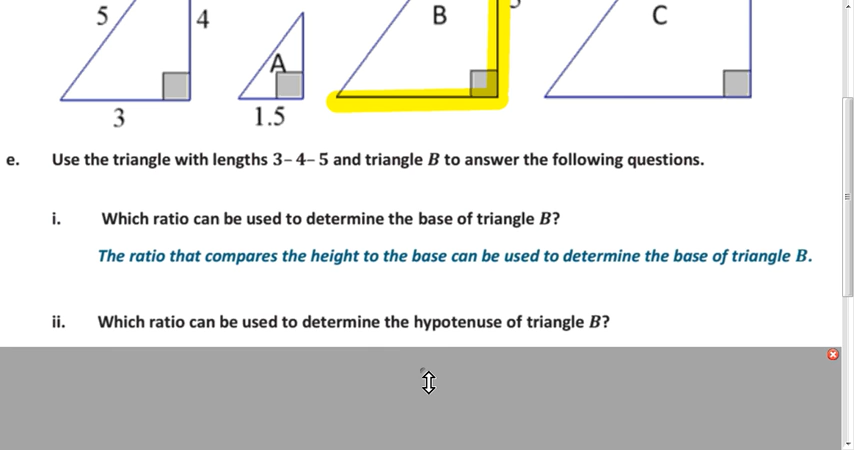 5 4 B C
A
3 1.5
e. Use the triangle with lengths 3–4–5 and triangle B to answer the following questions.
i. Which ratio can be used to determine the base of triangle B?
The ratio that compares the height to the base can be used to determine the base of triangle B.
ii. Which ratio can be used to determine the hypotenuse of triangle B?